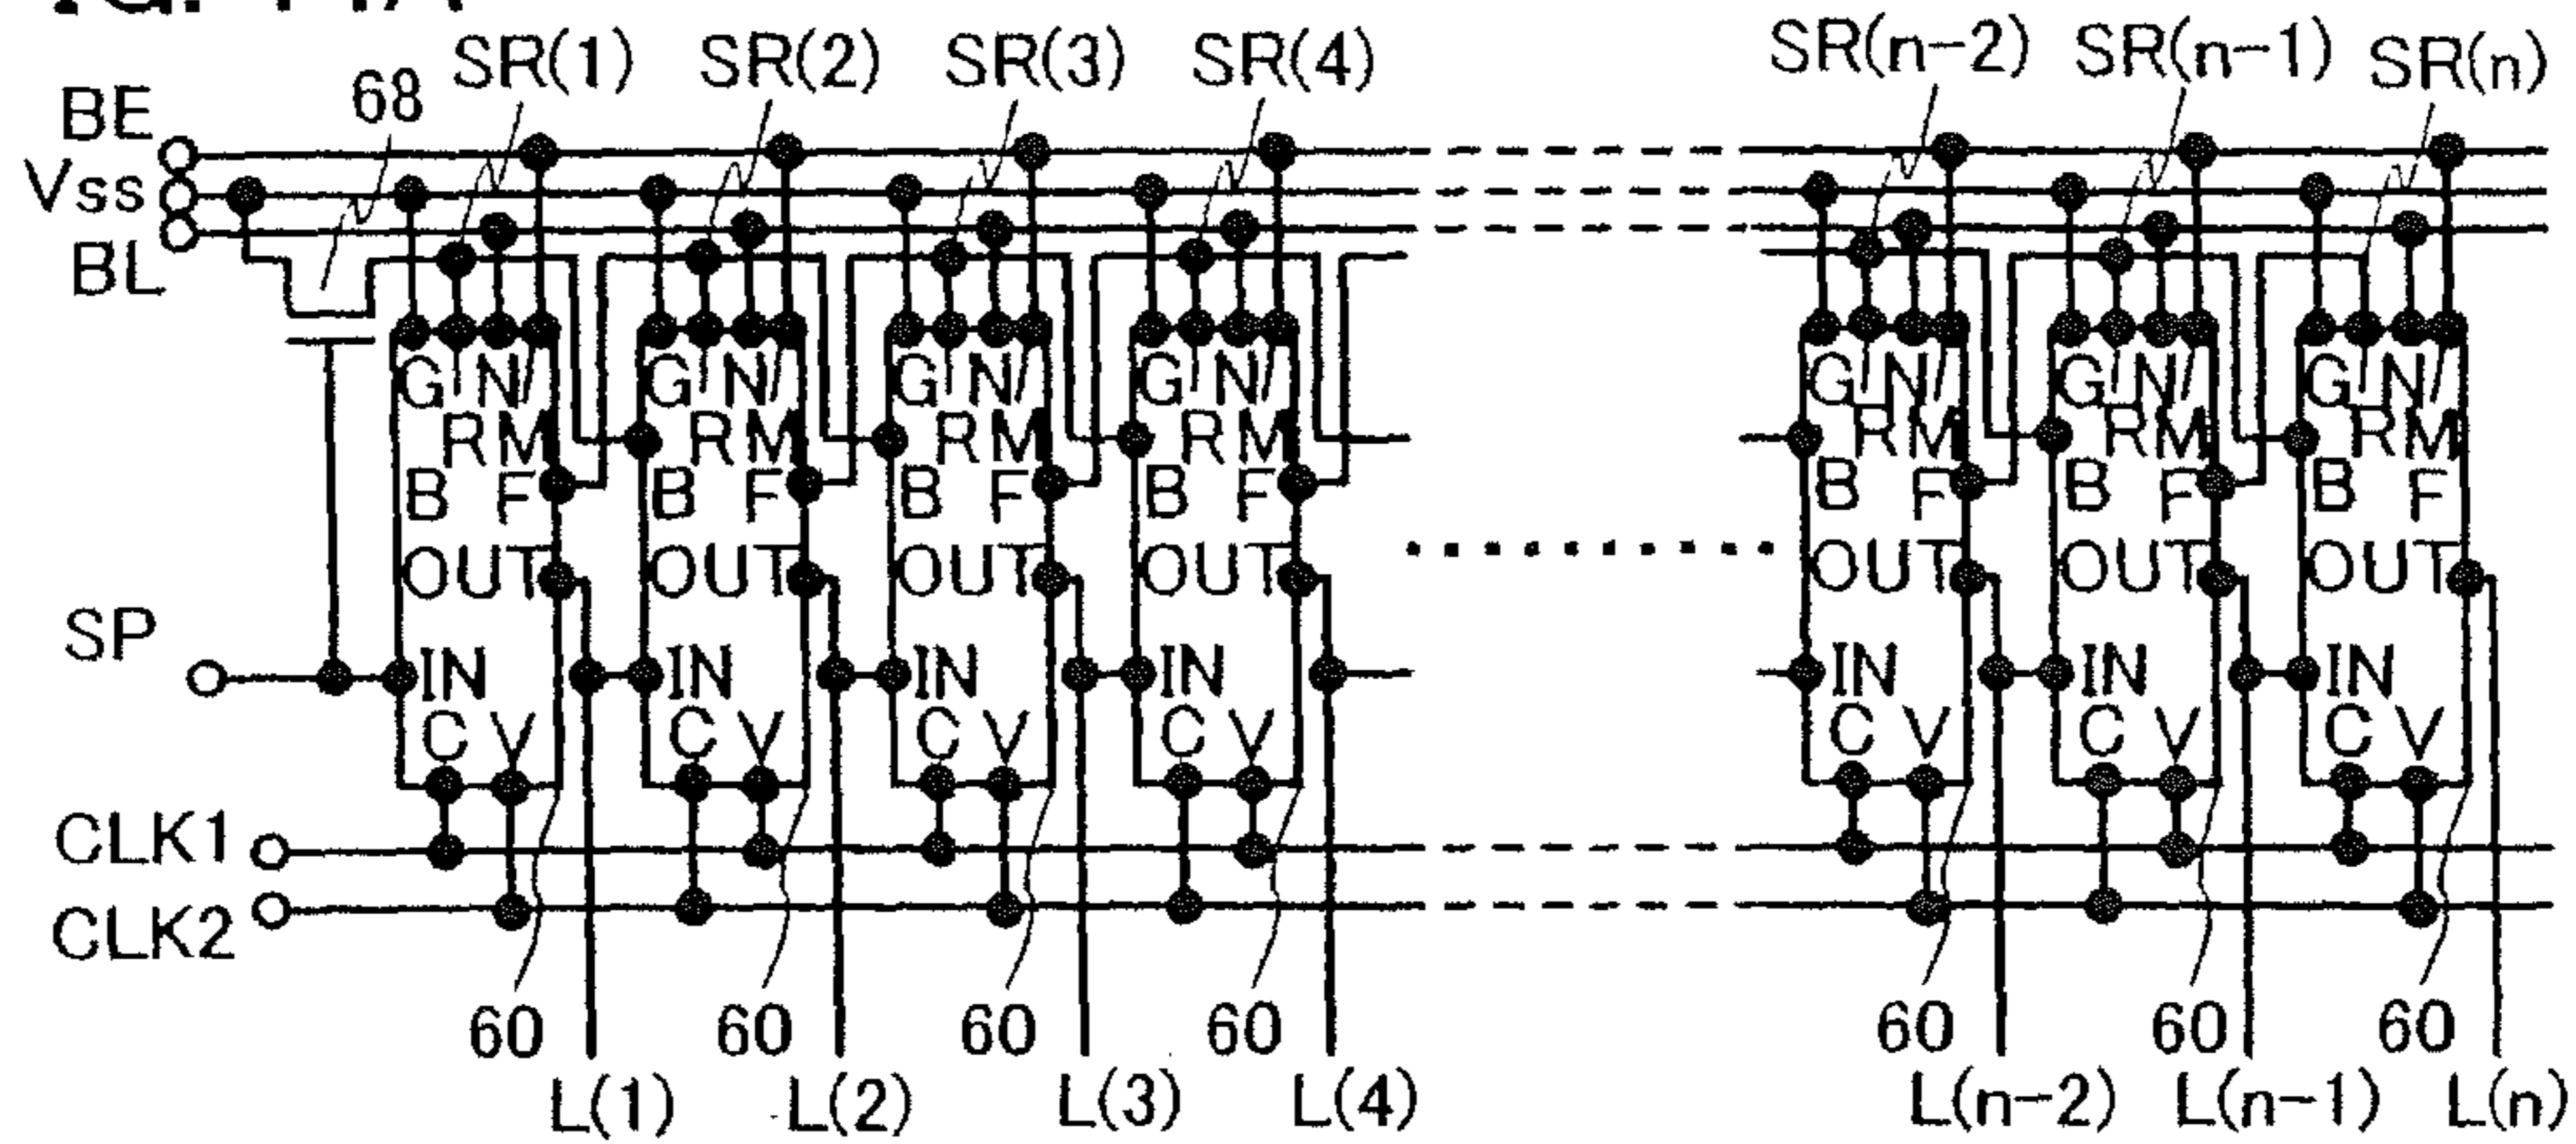 SR(1) SR(2) SR(3) SR(4) SR(n-2) SR(n-1) SR(n)
68
BE
Vss
BL
G N G N G N G N G N G N G N
R M R M R M R M R M R M R M
B F B F B F B F B F B F B F
OUT OUT OUT OUT OUT OUT OUT
SP
IN IN IN IN IN IN IN
C V C V C V C V C V C V C V
CLK1
CLK2
60 60 60 60 60 60 60
L(1) L(2) L(3) L(4) L(n-2) L(n-1) L(n)